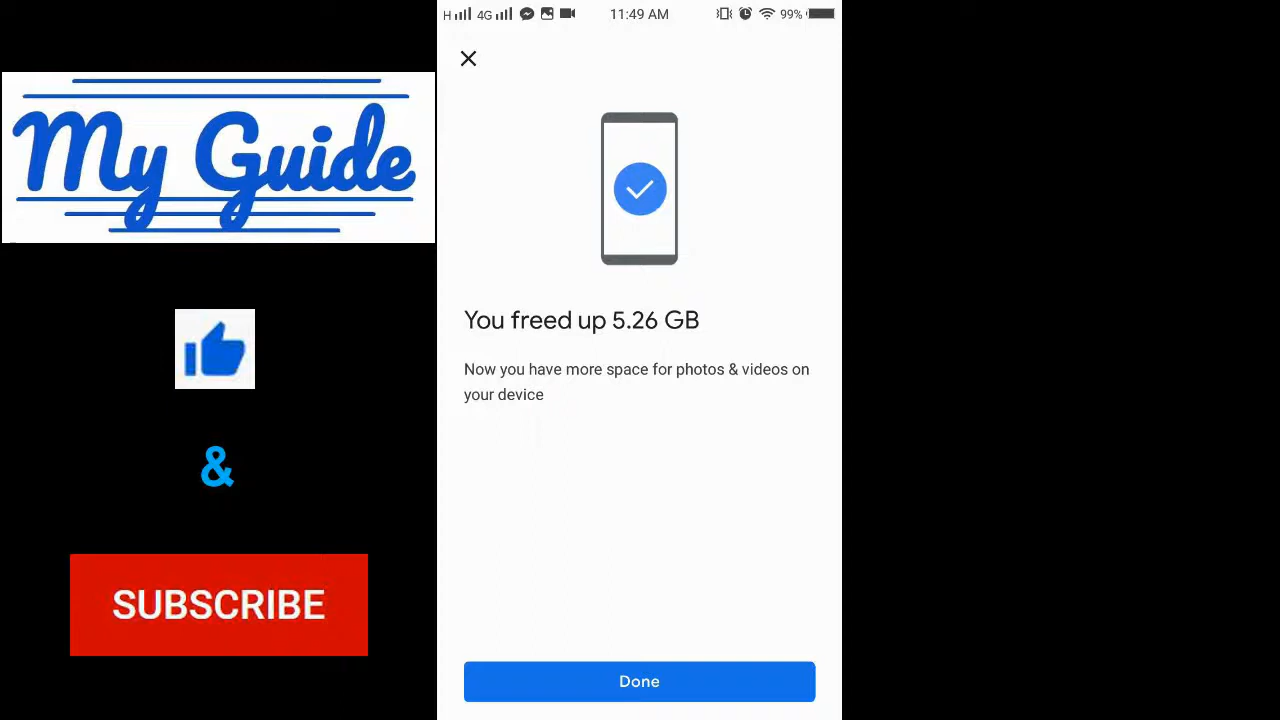 H 4G 11:49 AM 99%
My Guide
You freed up 5.26 GB
Now you have more space for photos & videos on
your device
&
SUBSCRIBE
Done